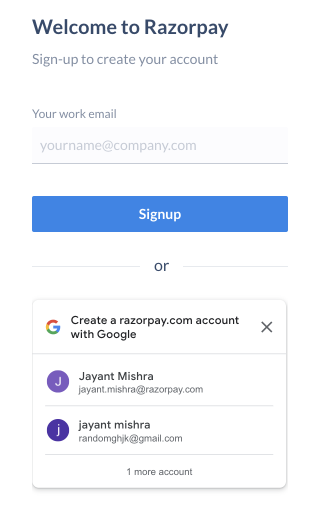 Welcome to Razorpay
Sign-up to create your account
Your work email
yourname@company.com
Signup
or
Create a razorpay.com account
with Google
J
Jayant Mishra
jayant.mishra@razorpay.com
j
jayant mishra
randomghjk@gmail.com
1 more account